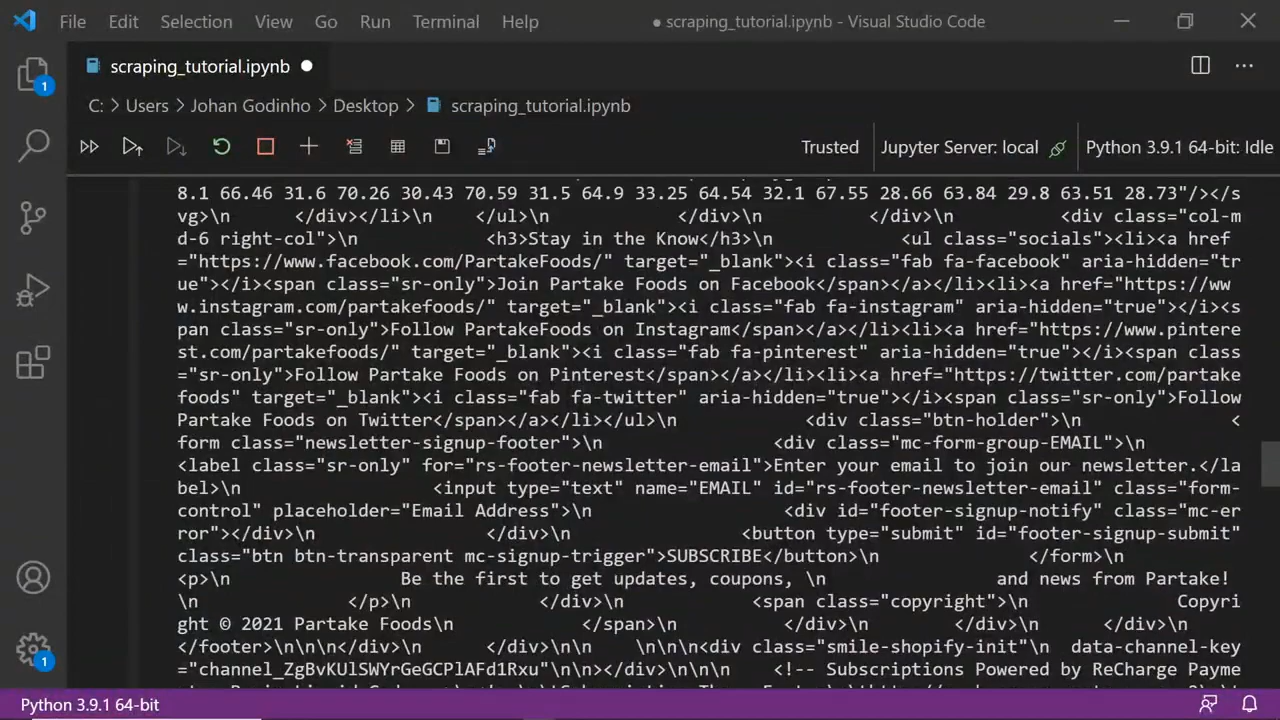 File Edit Selection View Go Run Terminal Help ● scraping_tutorial.ipynb - Visual Studio Code
scraping_tutorial.ipynb
C: > Users > Johan Godinho > Desktop > scraping_tutorial.ipynb
Trusted Jupyter Server: local Python 3.9.1 64-bit: Idle
8.1 66.46 31.6 70.26 30.43 70.59 31.5 64.9 33.25 64.54 32.1 67.55 28.66 63.84 29.8 63.51 28.73"/></s
vg>\n </div></li>\n </ul>\n </div>\n </div>\n <div class="col-m
d-6 right-col">\n <h3>Stay in the Know</h3>\n <ul class="socials"><li><a href
="https://www.facebook.com/PartakeFoods/" target="_blank"><i class="fab fa-facebook" aria-hidden="tr
ue"></i><span class="sr-only">Join Partake Foods on Facebook</span></a></li><li><a href="https://ww
w.instagram.com/partakefoods/" target="_blank"><i class="fab fa-instagram" aria-hidden="true"></i><s
pan class="sr-only">Follow PartakeFoods on Instagram</span></a></li><li><a href="https://www.pintere
st.com/partakefoods/" target="_blank"><i class="fab fa-pinterest" aria-hidden="true"></i><span class
="sr-only">Follow Partake Foods on Pinterest</span></a></li><li><a href="https://twitter.com/partake
foods" target="_blank"><i class="fab fa-twitter" aria-hidden="true"></i><span class="sr-only">Follow
Partake Foods on Twitter</span></a></li></ul>\n <div class="btn-holder">\n <
form class="newsletter-signup-footer">\n <div class="mc-form-group-EMAIL">\n
<label class="sr-only" for="rs-footer-newsletter-email">Enter your email to join our newsletter.</la
bel>\n <input type="text" name="EMAIL" id="rs-footer-newsletter-email" class="form-
control" placeholder="Email Address">\n <div id="footer-signup-notify" class="mc-er
ror"></div>\n </div>\n <button type="submit" id="footer-signup-submit"
class="btn btn-transparent mc-signup-trigger">SUBSCRIBE</button>\n </form>\n
<p>\n Be the first to get updates, coupons, \n and news from Partake!
\n </p>\n </div>\n <span class="copyright">\n Copyri
ght © 2021 Partake Foods\n </span>\n </div>\n </div>\n </div>\n
</footer>\n\n\n </div>\n </div>\n \n\n\n<div class="smile-shopify-init"\n data-channel-key
="channel_ZgBvKUlSWYrGeGCPlAFd1Rxu"\n\n></div>\n\n\n <!-- Subscriptions Powered by ReCharge Payme
Python 3.9.1 64-bit